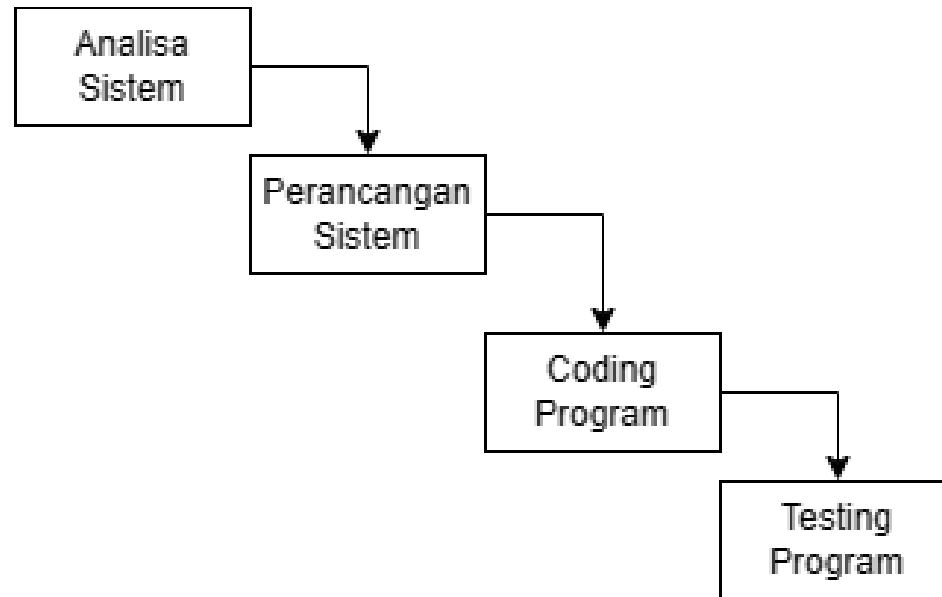 Analisa
Sistem
Perancangan
Sistem
Coding
Program
Testing
Program